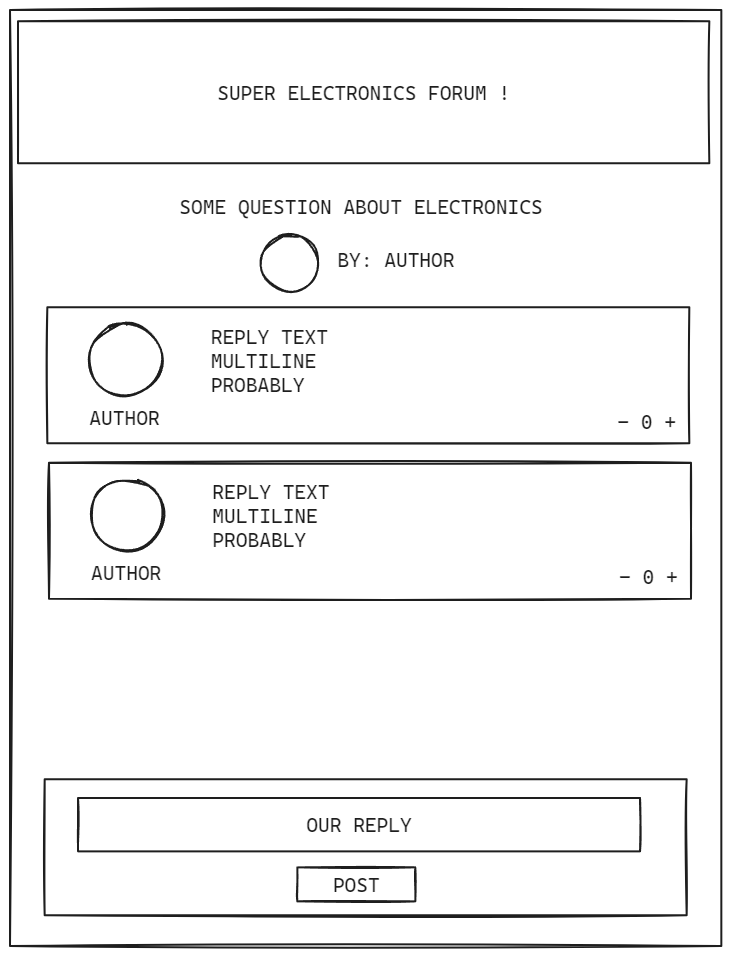 SUPER ELECTRONICS FORUM !
SOME QUESTION ABOUT ELECTRONICS
BY: AUTHOR
REPLY TEXT
MULTILINE
PROBABLY
AUTHOR
− 0 +
REPLY TEXT
MULTILINE
PROBABLY
AUTHOR
− 0 +
OUR REPLY
POST